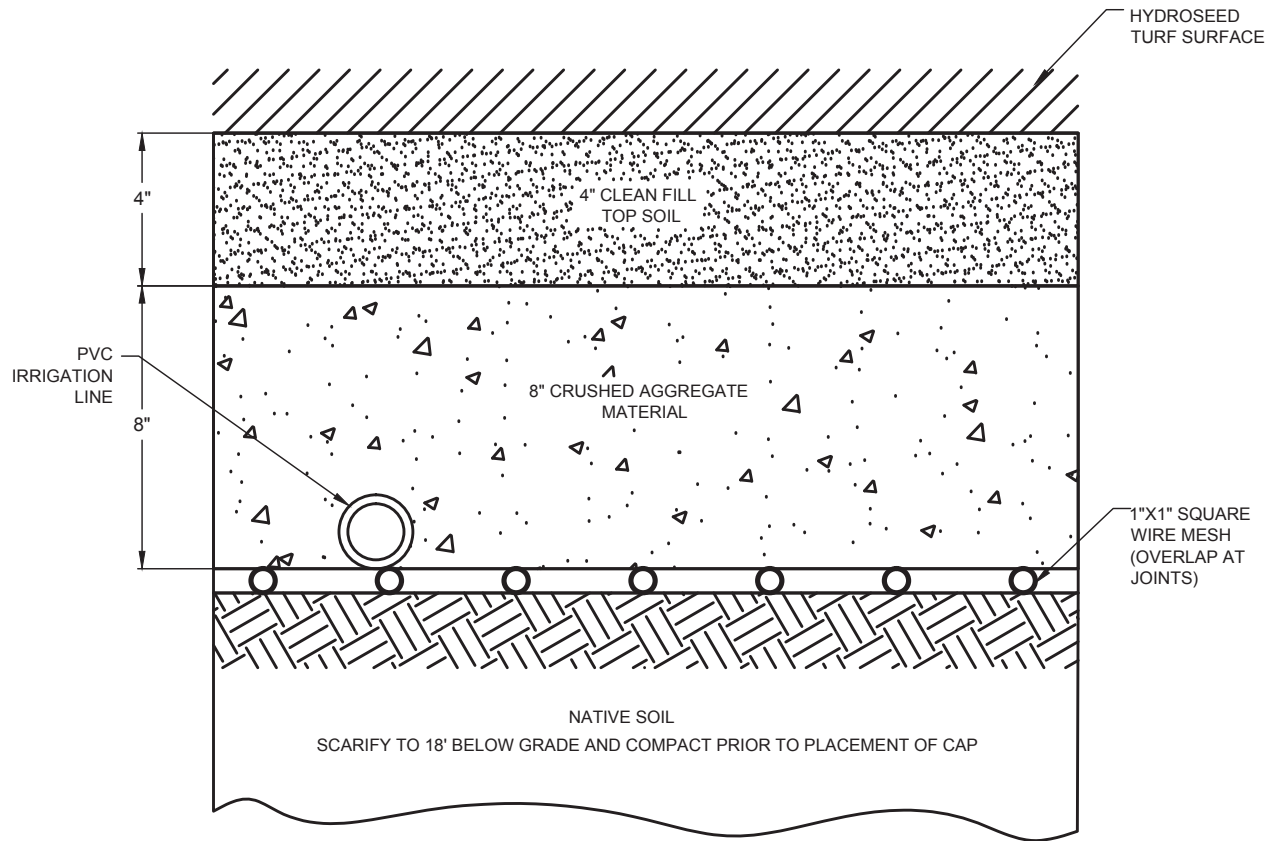 HYDROSEED
TURF SURFACE
4"
4" CLEAN FILL
TOP SOIL
PVC
IRRIGATION
LINE
8"
8" CRUSHED AGGREGATE
MATERIAL
1"X1" SQUARE
WIRE MESH
(OVERLAP AT
JOINTS)
NATIVE SOIL
SCARIFY TO 18' BELOW GRADE AND COMPACT PRIOR TO PLACEMENT OF CAP